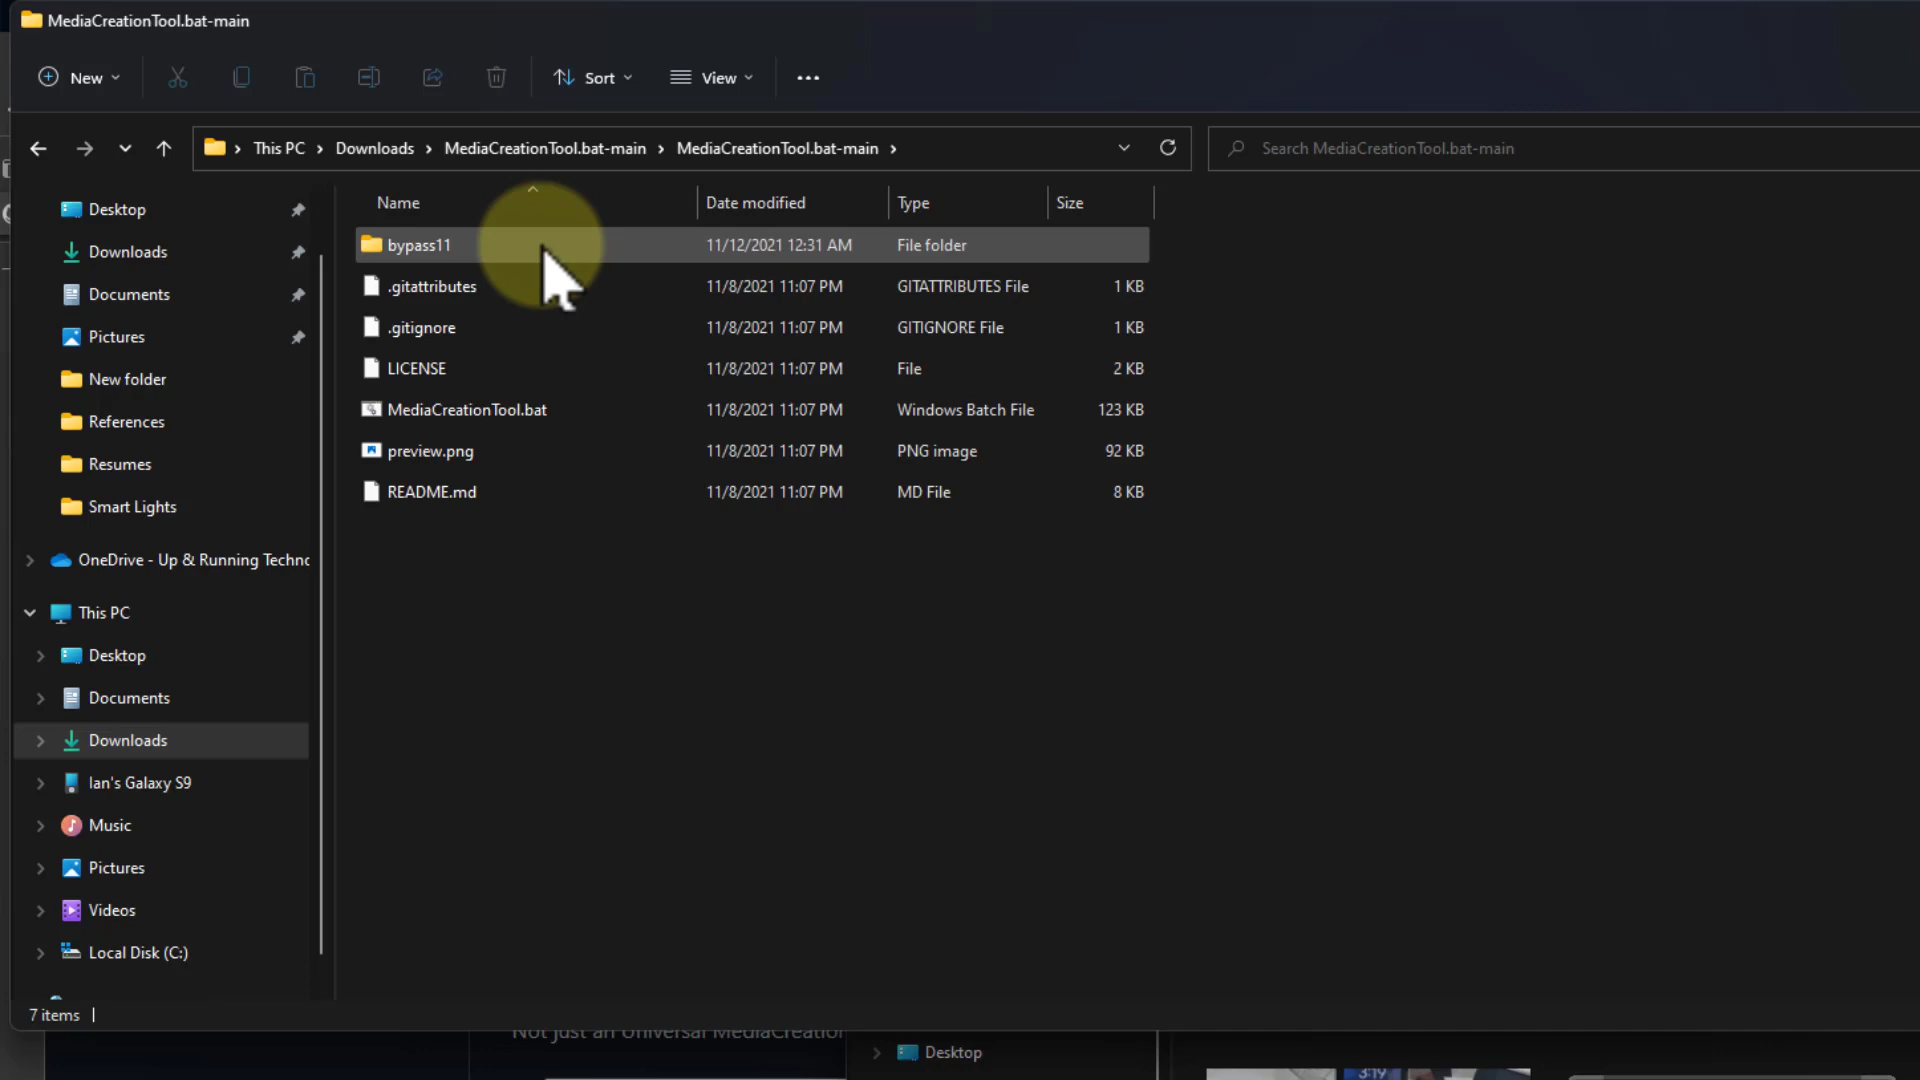 MediaCreationTool.bat-main
New
Sort
View
This PC > Downloads > MediaCreationTool.bat-main > MediaCreationTool.bat-main >
Search MediaCreationTool.bat-main
Name Date modified Type Size
bypass11 11/12/2021 12:31 AM File folder
.gitattributes 11/8/2021 11:07 PM GITATTRIBUTES File 1 KB
.gitignore 11/8/2021 11:07 PM GITIGNORE File 1 KB
LICENSE 11/8/2021 11:07 PM File 2 KB
MediaCreationTool.bat 11/8/2021 11:07 PM Windows Batch File 123 KB
preview.png 11/8/2021 11:07 PM PNG image 92 KB
README.md 11/8/2021 11:07 PM MD File 8 KB
Desktop
Downloads
Documents
Pictures
New folder
References
Resumes
Smart Lights
OneDrive - Up & Running Techno
This PC
Desktop
Documents
Downloads
Ian's Galaxy S9
Music
Pictures
Videos
Local Disk (C:)
7 items
Not just an Universal MediaCreation
Desktop
3:19